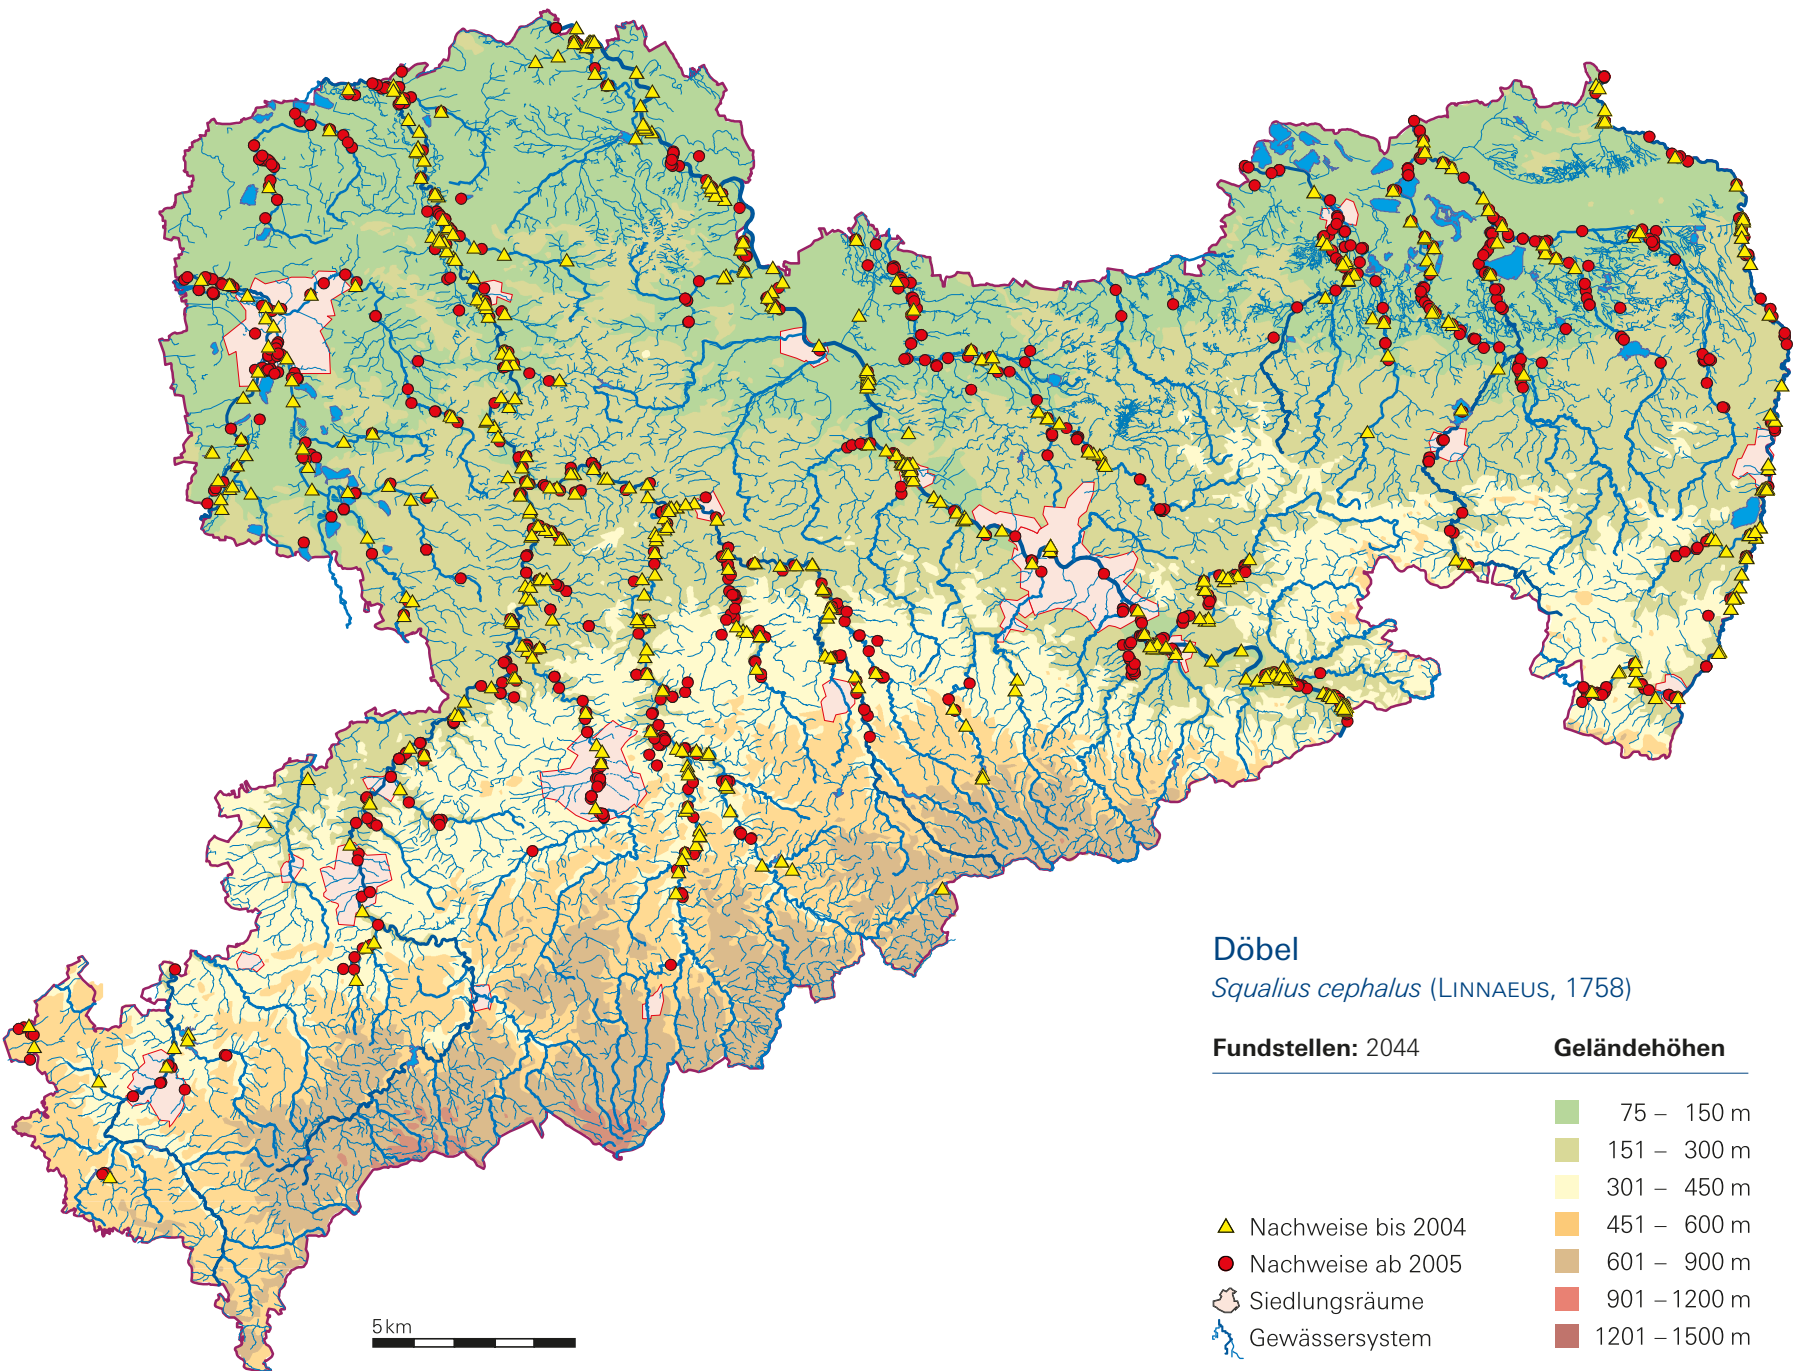 Döbel
Squalius cephalus (LINNAEUS, 1758)
Fundstellen: 2044
Geländehöhen
75 – 150 m
151 – 300 m
301 – 450 m
451 – 600 m
601 – 900 m
901 – 1200 m
1201 – 1500 m
Nachweise bis 2004
Nachweise ab 2005
Siedlungsräume
Gewässersystem
5 km